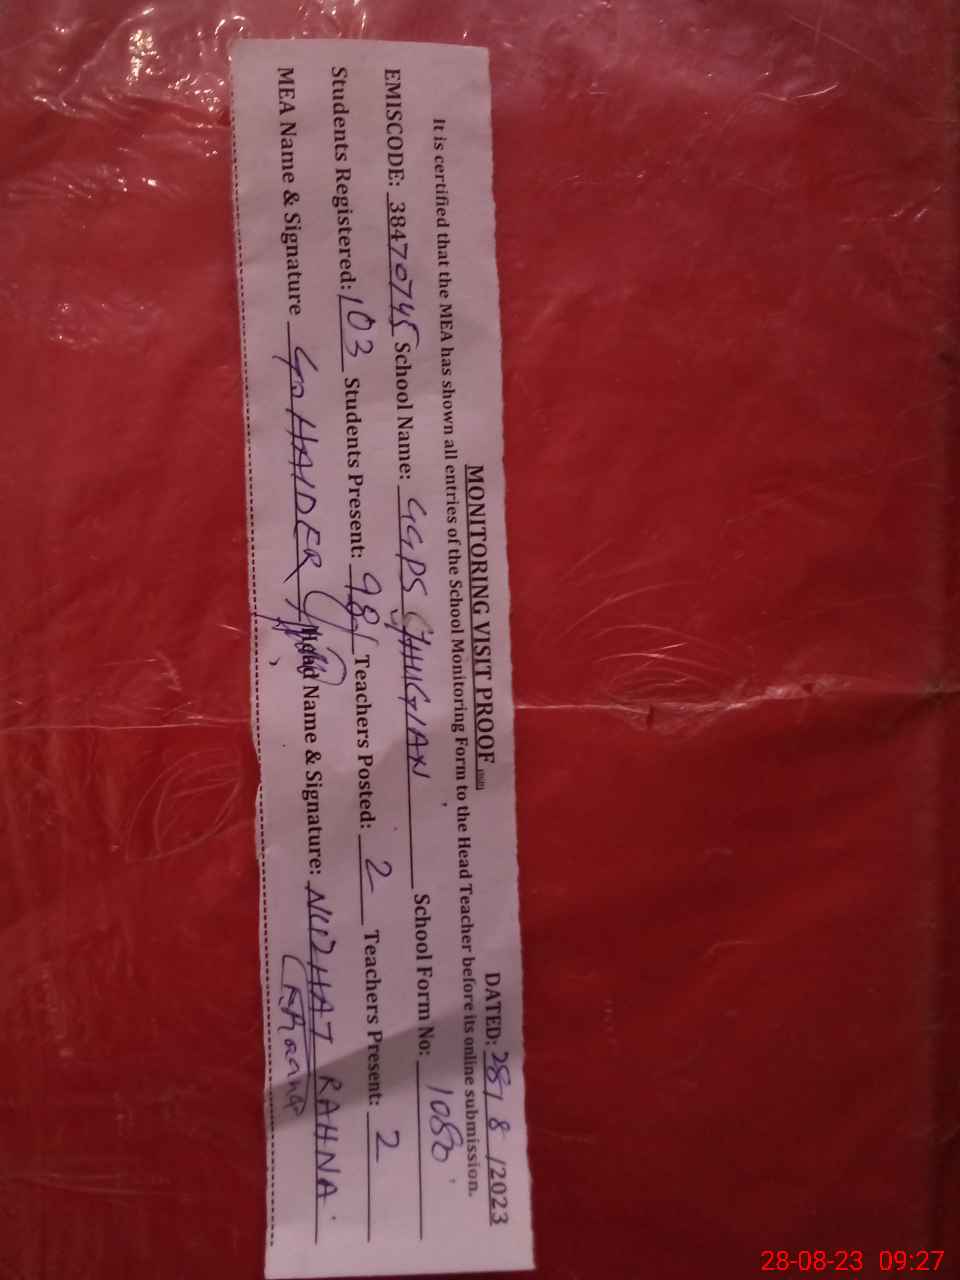 MONITORING VISIT PROOF
DATED: 28/8/2023
It is certified that the MEA has shown all entries of the School Monitoring Form to the Head Teacher before its online submission.
EMISCODE: 38470745 School Name: GGPS JHUGIAN School Form No: 1080
Students Registered: 103 Students Present: 98/ Teachers Posted: 2 Teachers Present: 2
MEA Name & Signature HAIDER Head Name & Signature: NUZHAT RAHNA
28-08-23 09:27